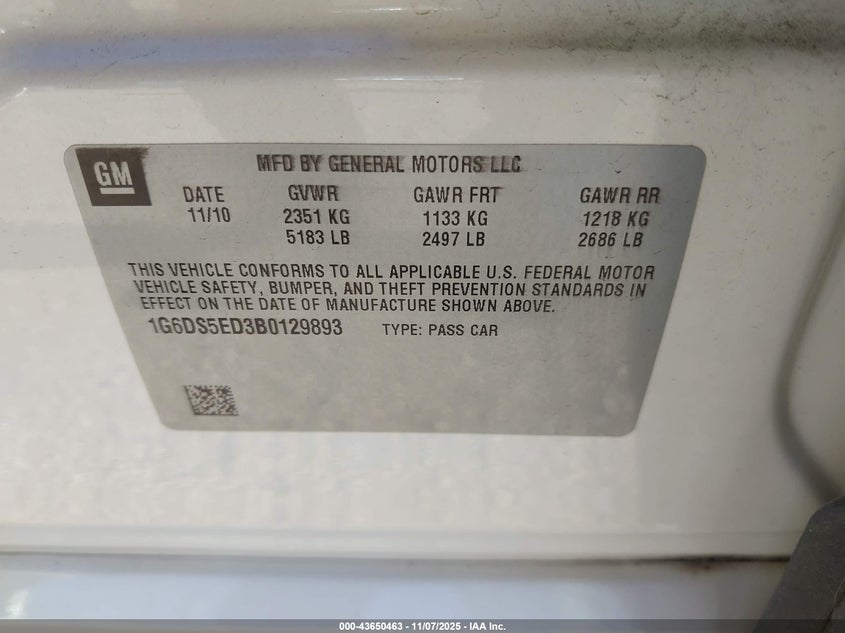 GM
MFD BY GENERAL MOTORS LLC
DATE GVWR GAWR FRT GAWR RR
11/10 2351 KG 1133 KG 1218 KG
5183 LB 2497 LB 2686 LB
THIS VEHICLE CONFORMS TO ALL APPLICABLE U.S. FEDERAL MOTOR
VEHICLE SAFETY, BUMPER, AND THEFT PREVENTION STANDARDS IN
EFFECT ON THE DATE OF MANUFACTURE SHOWN ABOVE.
1G6DS5ED3B0129893 TYPE: PASS CAR
000-43650463 - 11/07/2025 - IAA Inc.